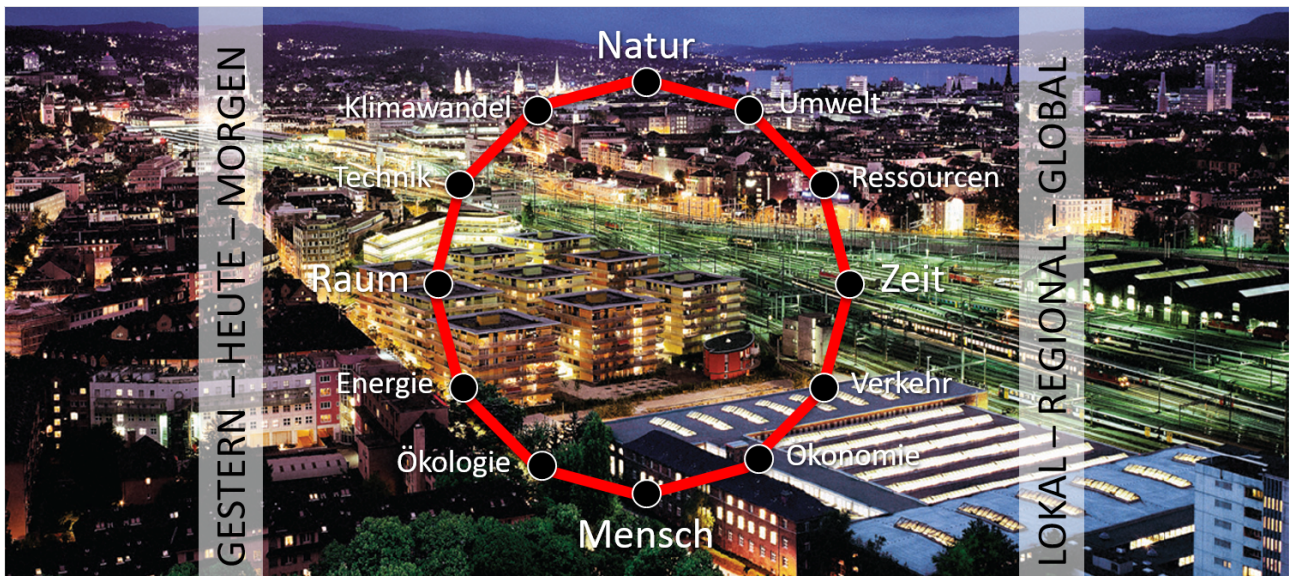 Natur
Klimawandel
Umwelt
Technik
Ressourcen
Raum
Zeit
Energie
Verkehr
Ökologie
Ökonomie
Mensch
GESTERN – HEUTE – MORGEN
LOKAL – REGIONAL – GLOBAL